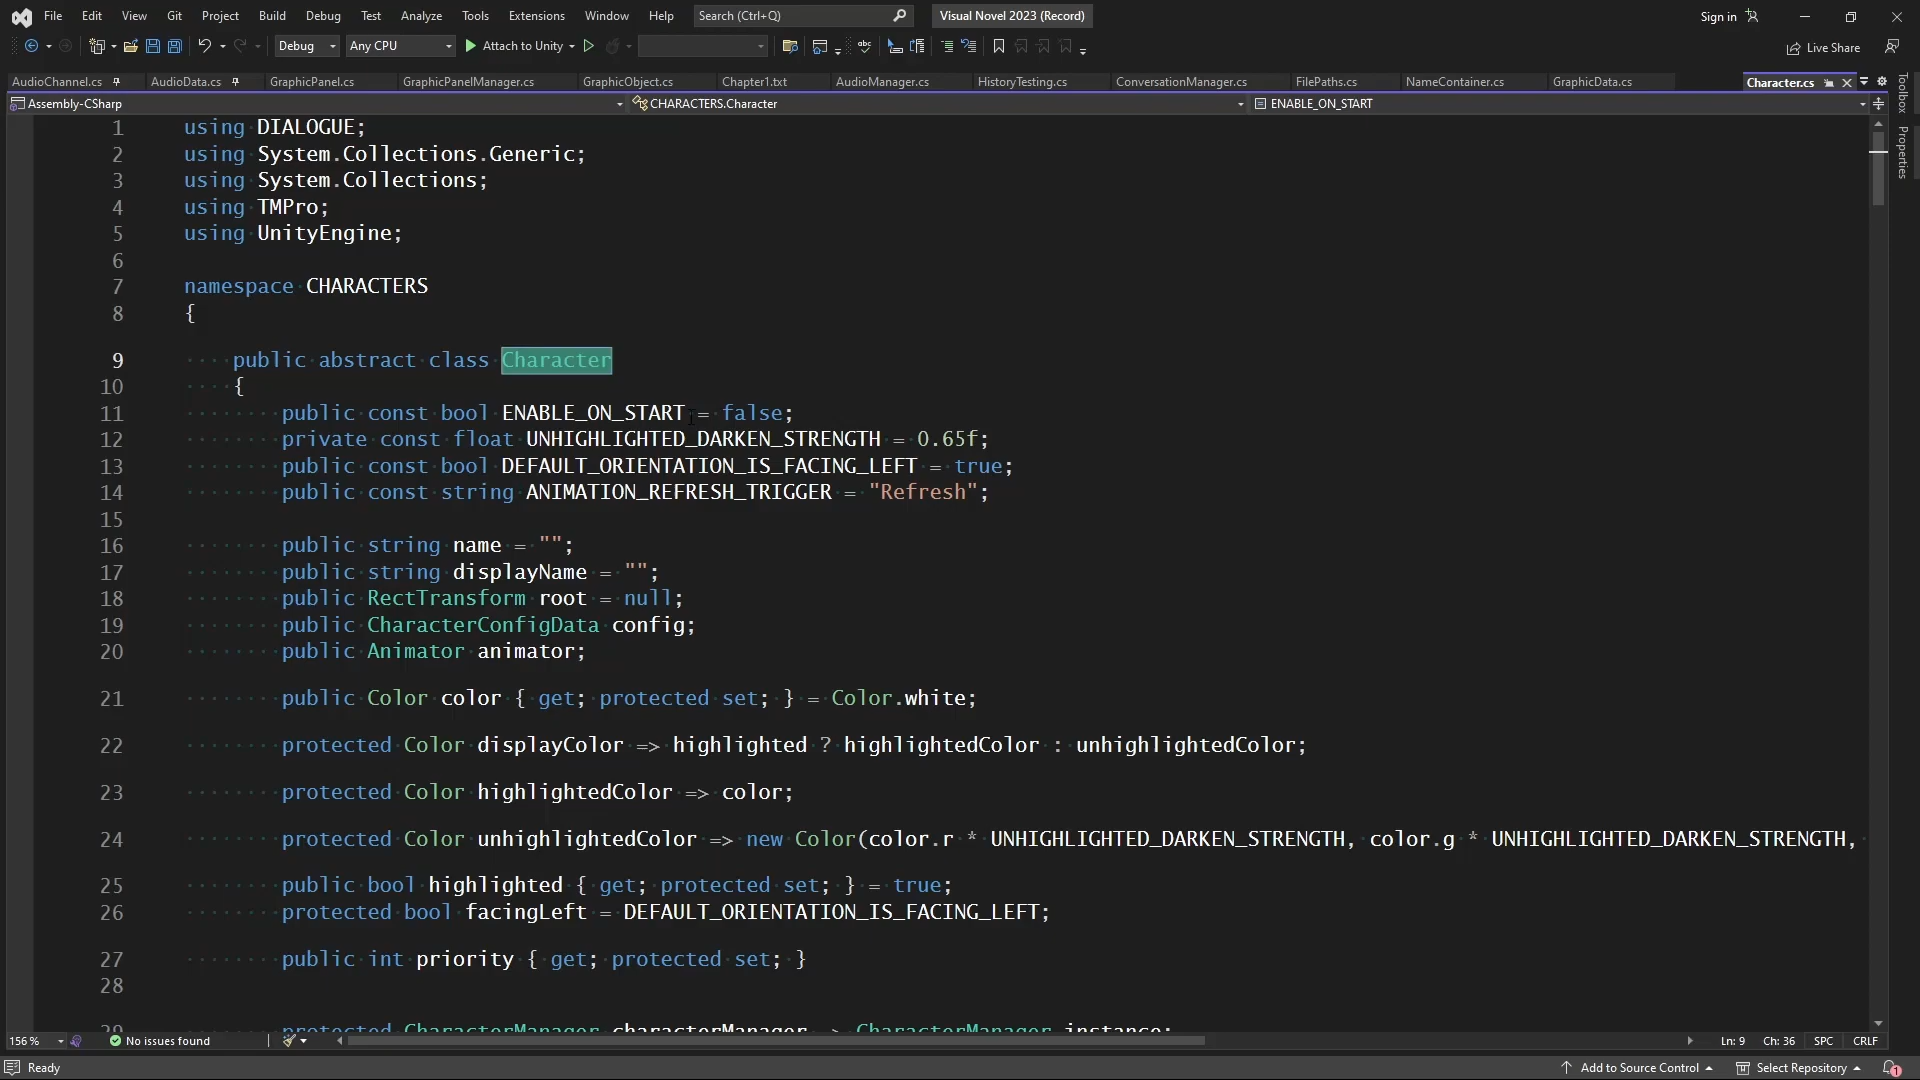 File Edit View Git Project Build Debug Test Analyze Tools Extensions Window Help Search (Ctrl+Q) Visual Novel 2023 (Record) Sign in
Debug Any CPU Attach to Unity Live Share
AudioChannel.cs AudioData.cs GraphicPanel.cs GraphicPanelManager.cs GraphicObject.cs Chapter1.txt AudioManager.cs HistoryTesting.cs ConversationManager.cs FilePaths.cs NameContainer.cs GraphicData.cs Character.cs
Assembly-CSharp CHARACTERS.Character ENABLE_ON_START
Toolbox
Properties
1 using DIALOGUE;
2 using System.Collections.Generic;
3 using System.Collections;
4 using TMPro;
5 using UnityEngine;
6
7 namespace CHARACTERS
8 {
9 public abstract class Character
10 {
11 public const bool ENABLE_ON_START = false;
12 private const float UNHIGHLIGHTED_DARKEN_STRENGTH = 0.65f;
13 public const bool DEFAULT_ORIENTATION_IS_FACING_LEFT = true;
14 public const string ANIMATION_REFRESH_TRIGGER = "Refresh";
15
16 public string name = "";
17 public string displayName = "";
18 public RectTransform root = null;
19 public CharacterConfigData config;
20 public Animator animator;
21 public Color color { get; protected set; } = Color.white;
22 protected Color displayColor => highlighted ? highlightedColor : unhighlightedColor;
23 protected Color highlightedColor => color;
24 protected Color unhighlightedColor => new Color(color.r * UNHIGHLIGHTED_DARKEN_STRENGTH, color.g * UNHIGHLIGHTED_DARKEN_STRENGTH,
25 public bool highlighted { get; protected set; } = true;
26 protected bool facingLeft = DEFAULT_ORIENTATION_IS_FACING_LEFT;
27 public int priority { get; protected set; }
28
29 protected CharacterManager characterManager => CharacterManager.instance;
156 % No issues found Ln: 9 Ch: 36 SPC CRLF
Ready Add to Source Control Select Repository 1